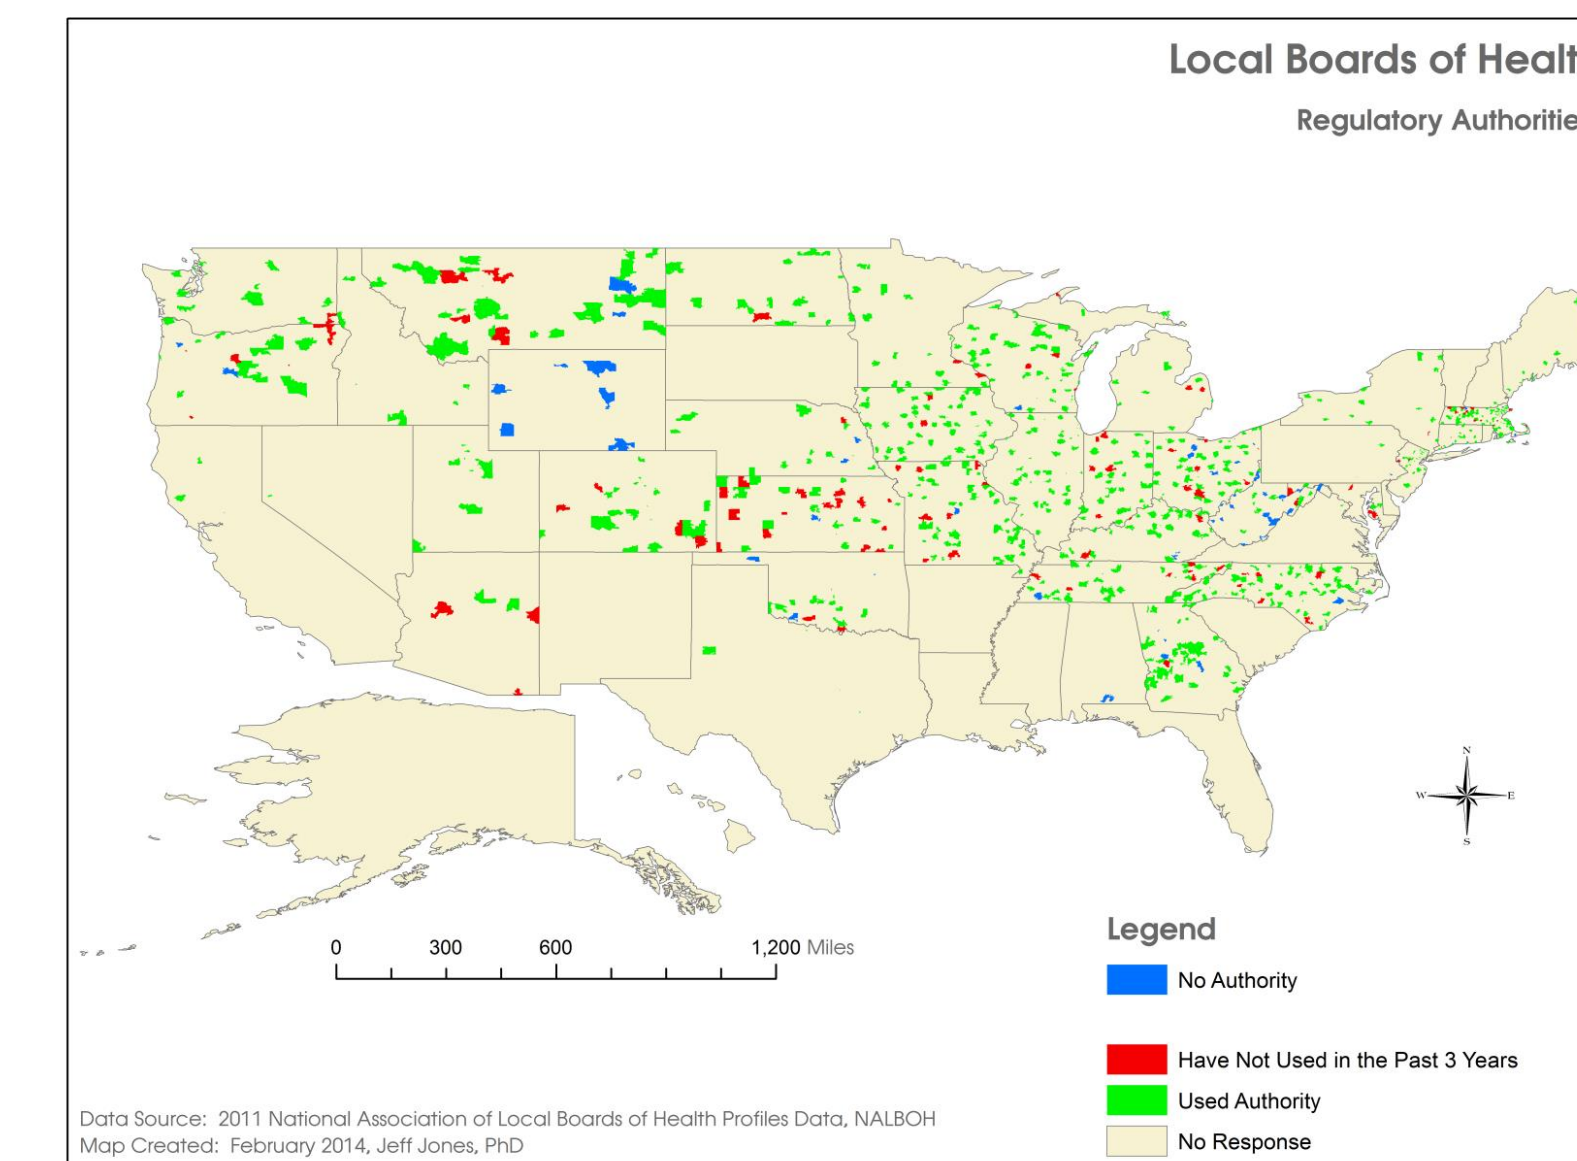 Local Boards of Healt
Regulatory Authoritie
N
W
E
S
0 300 600 1,200 Miles
Legend
No Authority
Have Not Used in the Past 3 Years
Used Authority
No Response
Data Source: 2011 National Association of Local Boards of Health Profiles Data, NALBOH
Map Created: February 2014, Jeff Jones, PhD